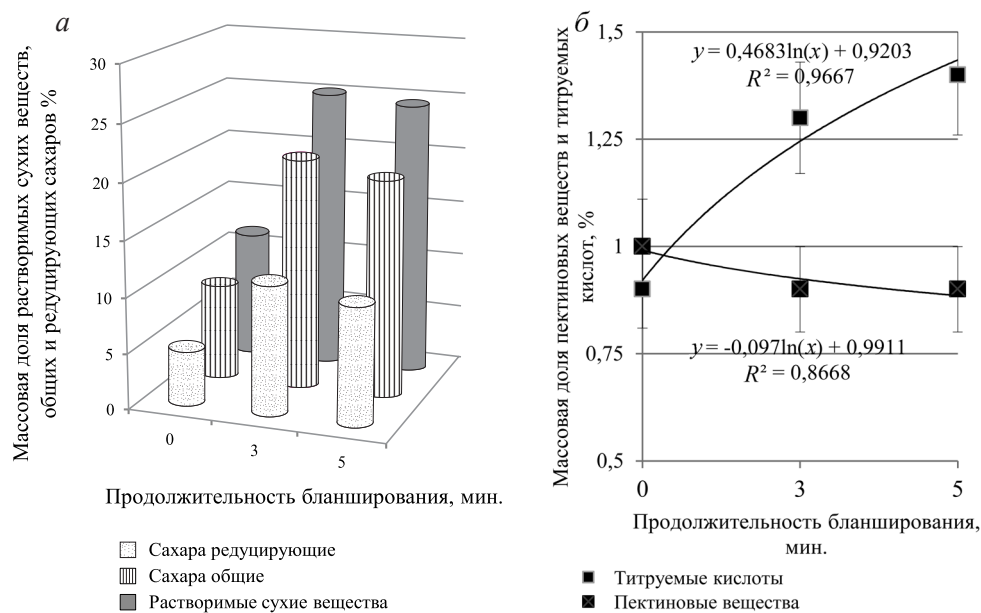 а
Массовая доля растворимых сухих веществ,
общих и редуцирующих сахаров %
30
25
20
15
10
5
0
0
3
5
Продолжительность бланширования, мин.
Сахара редуцирующие
Сахара общие
Растворимые сухие вещества
б
Массовая доля пектиновых веществ и титруемых
кислот, %
1,5
1,25
1
0,75
0,5
y = 0,4683ln(x) + 0,9203
R² = 0,9667
y = -0,097ln(x) + 0,9911
R² = 0,8668
0
3
5
Продолжительность бланширования,
мин.
Титруемые кислоты
Пектиновые вещества